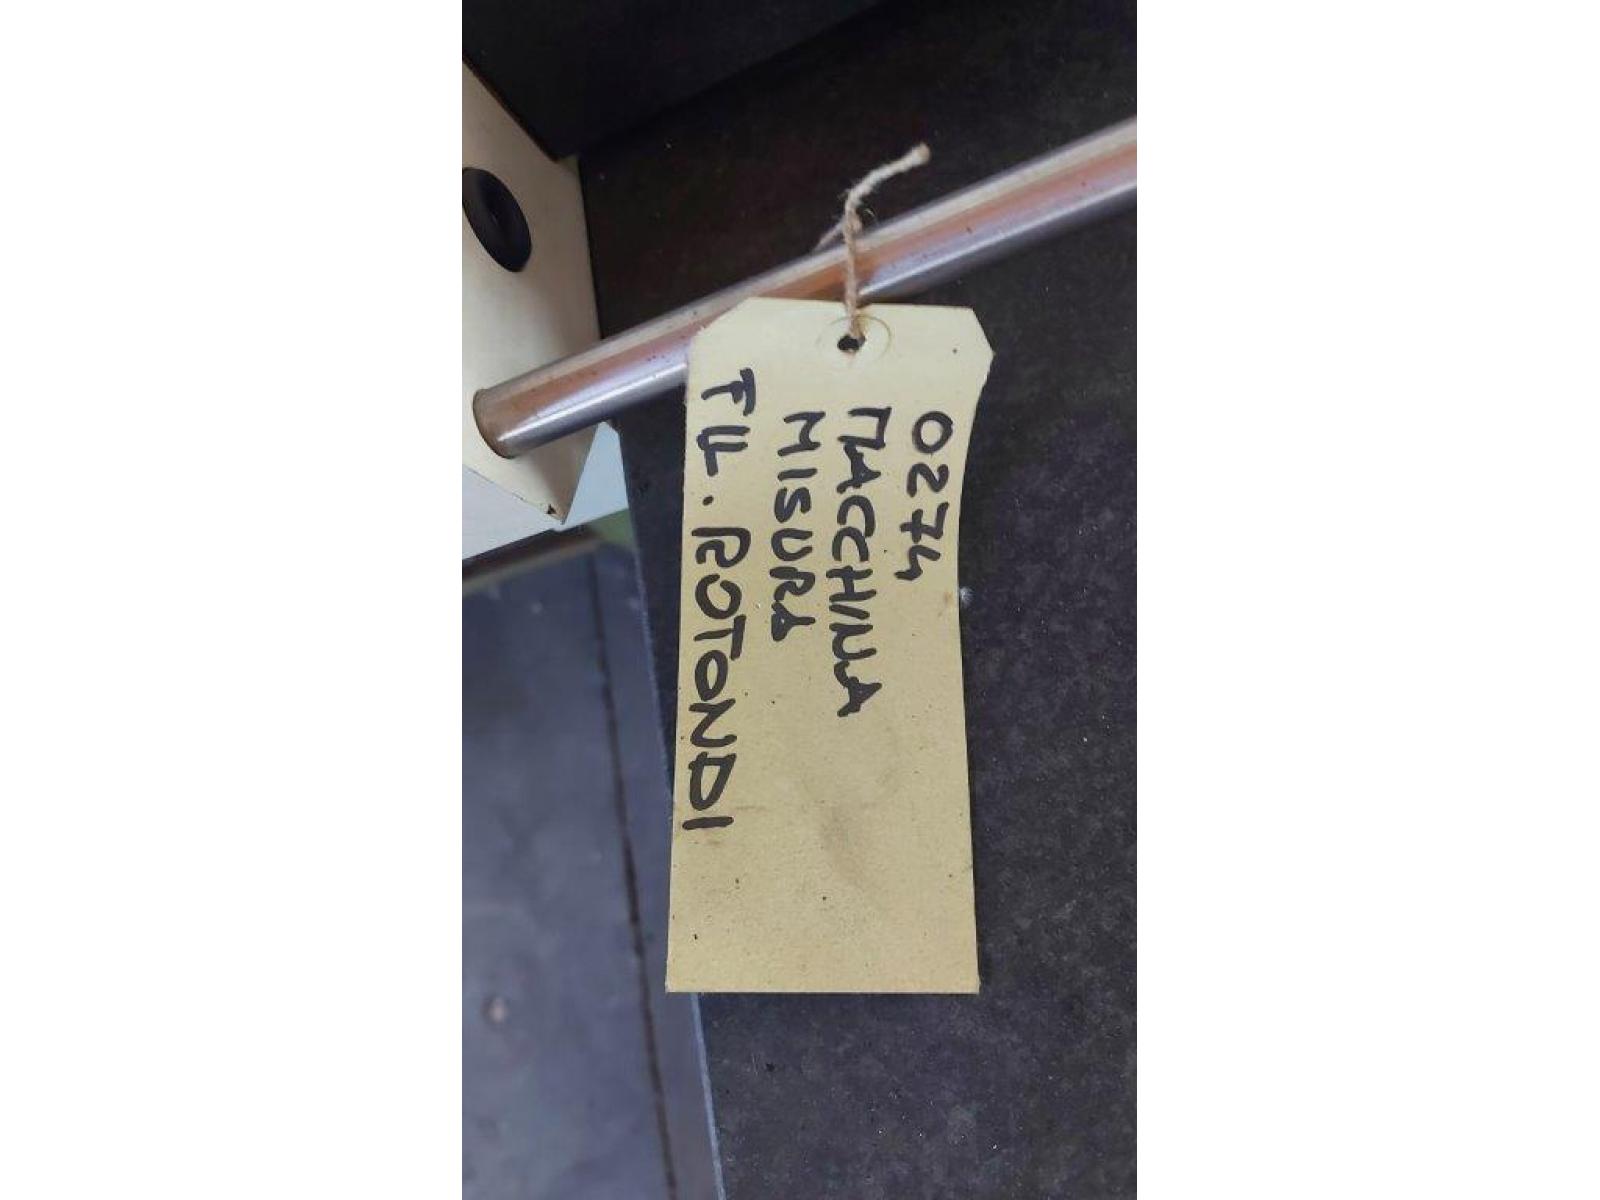 0274
MACCHINA
MISURA
FIL. ROTONDI